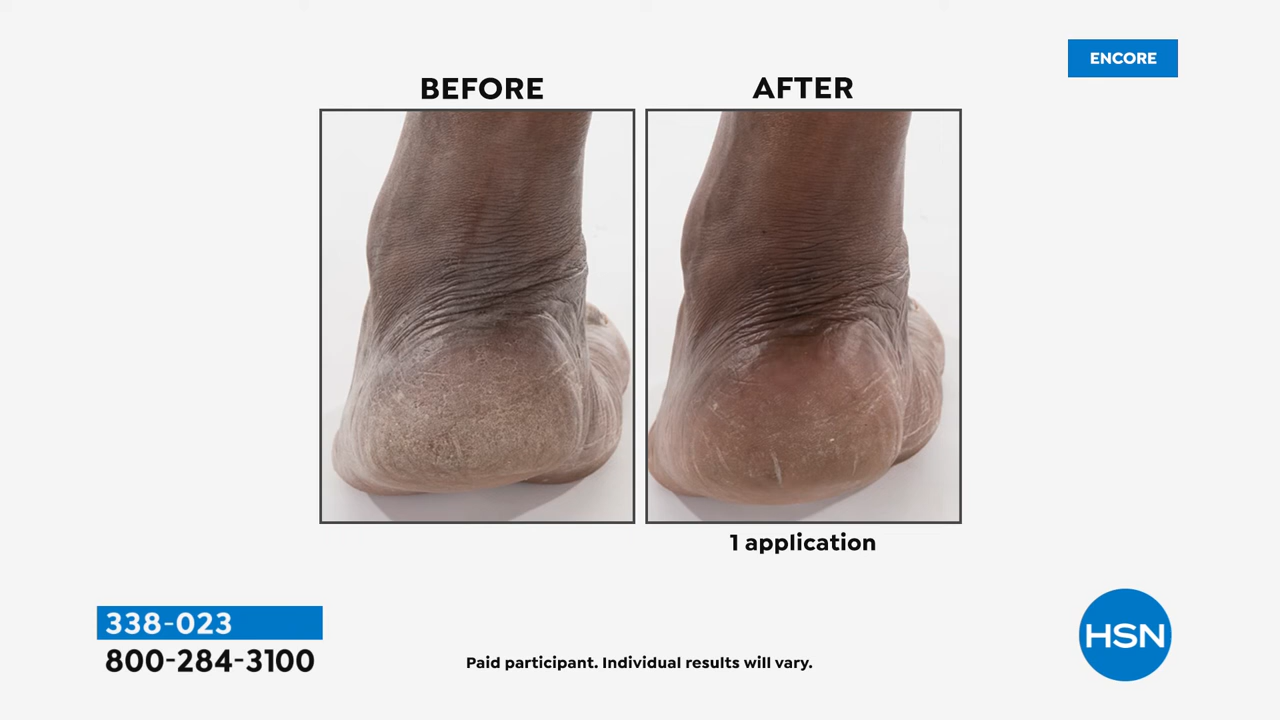 ENCORE
BEFORE
AFTER
1 application
338-023
800-284-3100
Paid participant. Individual results will vary.
HSN